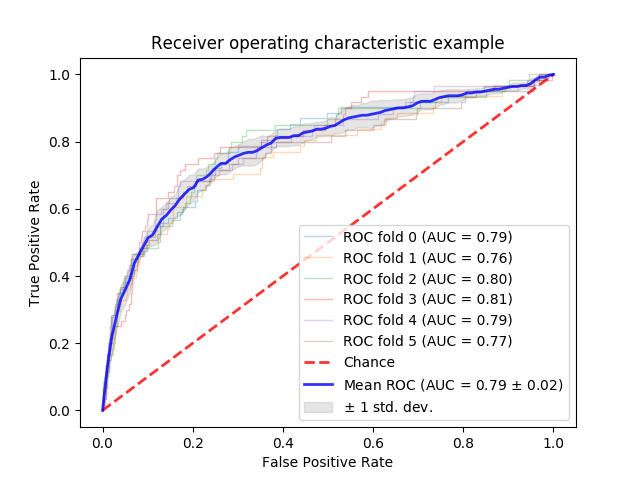 Receiver operating characteristic example
True Positive Rate
1.0
0.8
0.6
0.4
0.2
0.0
ROC fold 0 (AUC = 0.79)
ROC fold 1 (AUC = 0.76)
ROC fold 2 (AUC = 0.80)
ROC fold 3 (AUC = 0.81)
ROC fold 4 (AUC = 0.79)
ROC fold 5 (AUC = 0.77)
Chance
Mean ROC (AUC = 0.79 ± 0.02)
± 1 std. dev.
0.0 0.2 0.4 0.6 0.8 1.0
False Positive Rate